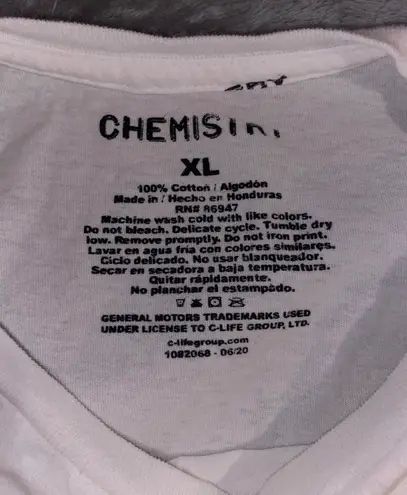 CHEMISTRY
XL
100% Cotton / Algodón
Made in / Hecho en Honduras
RN# 86947
Machine wash cold with like colors.
Do not bleach. Delicate cycle. Tumble dry
low. Remove promptly. Do not iron print.
Lavar en agua fría con colores similares.
Ciclo delicado. No usar blanqueador.
Secar en secadora a baja temperatura.
Quitar rápidamente.
No planchar el estampado.
GENERAL MOTORS TRADEMARKS USED
UNDER LICENSE TO C-LIFE GROUP, LTD.
c-lifegroup.com
1082068 - 06/20